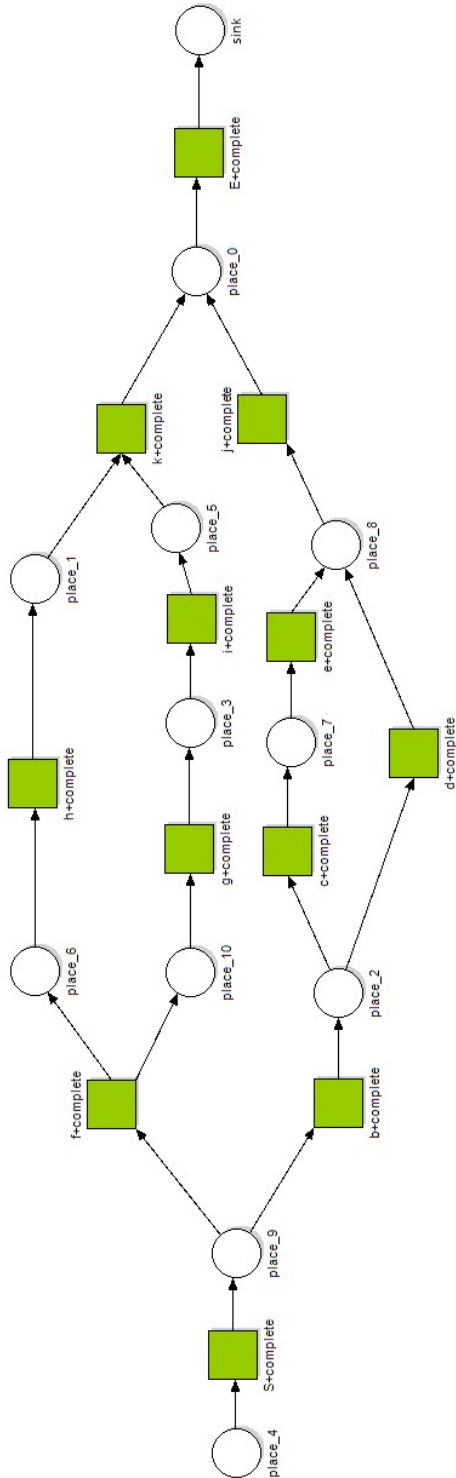 place_4
S+complete
place_9
f+complete
b+complete
place_6
place_10
place_2
h+complete
g+complete
c+complete
d+complete
place_3
place_7
i+complete
e+complete
place_1
place_5
place_8
k+complete
j+complete
place_0
E+complete
sink